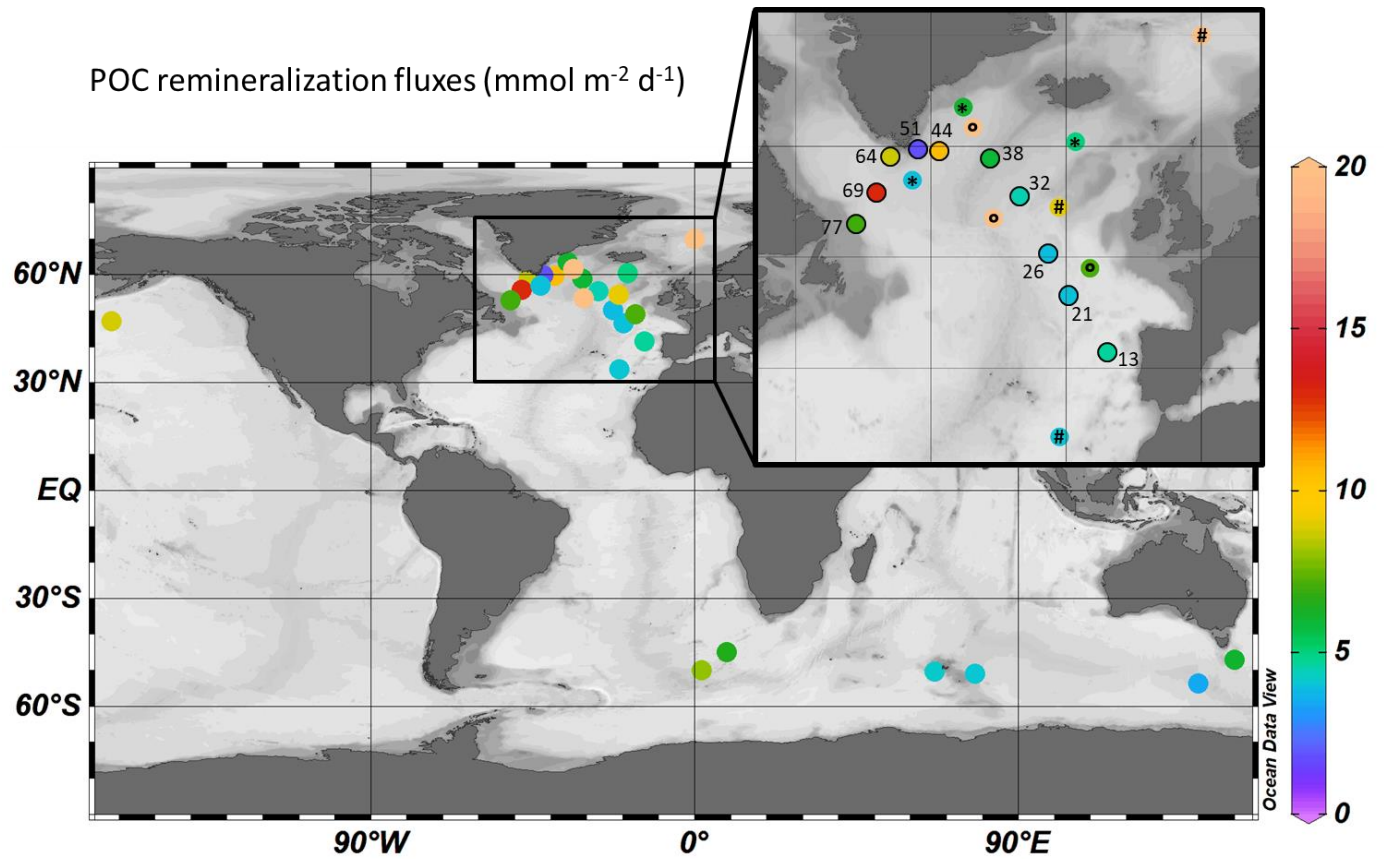 POC remineralization fluxes (mmol m⁻² d⁻¹)
#
*
o
51 44
*
64
38
*
69
32
#
77
o
26
o
21
13
#
60°N
30°N
EQ
30°S
60°S
90°W 0° 90°E
20
15
10
5
0
Ocean Data View